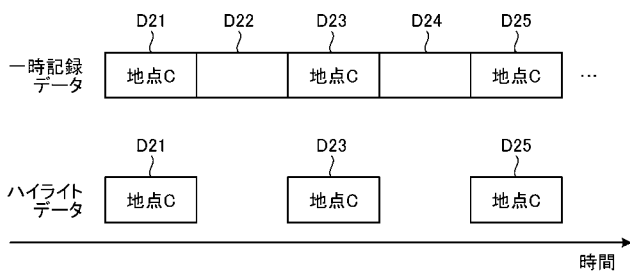 D21 D22 D23 D24 D25
一時記録
データ
地点C 地点C 地点C …
D21 D23 D25
ハイライト
データ
地点C 地点C 地点C
時間